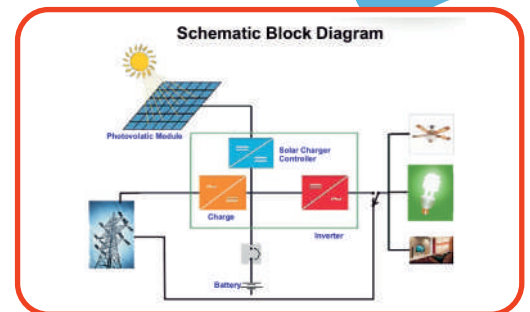 Schematic Block Diagram
Photovolatic Module
Solar Charger
Controller
Charge
Inverter
Battery